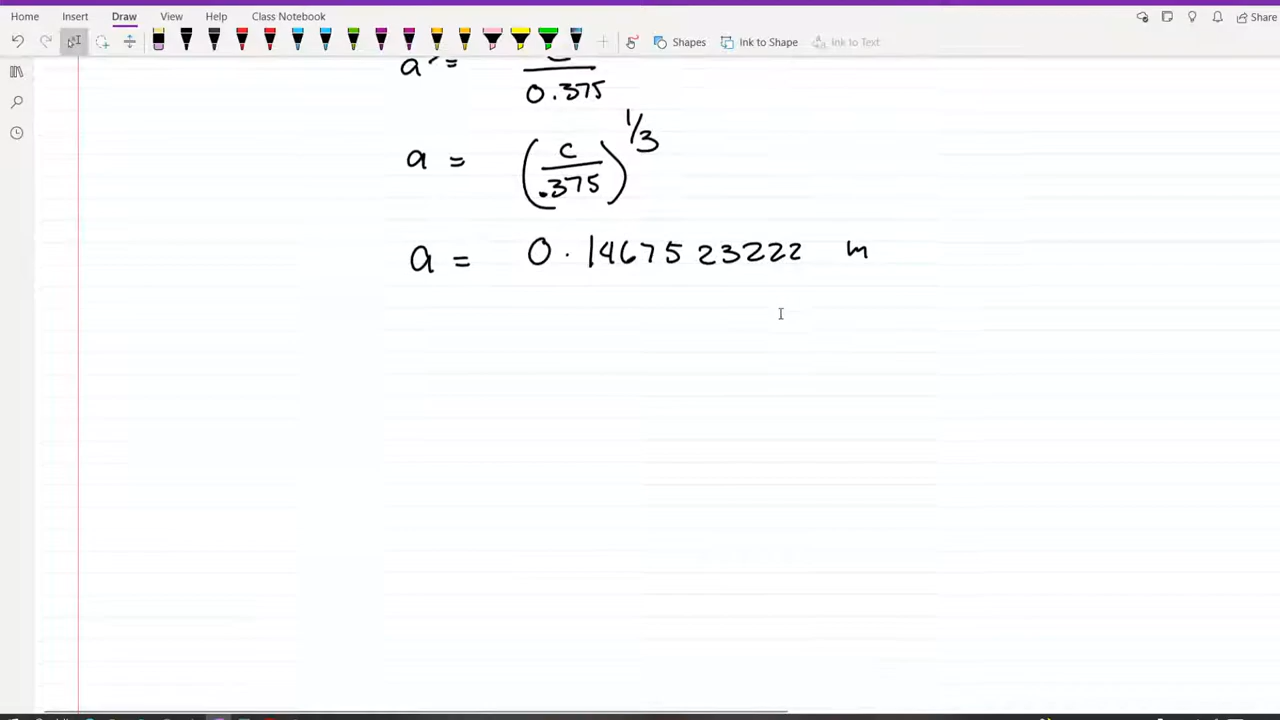 Home Insert Draw View Help Class Notebook Share
Shapes Ink to Shape Ink to Text
a³ = C/0.375
a = (C/.375)^1/3
a = 0.1467523222 m